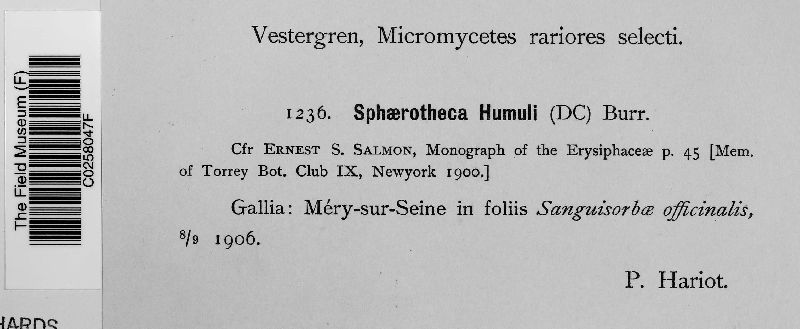 Vestergren, Micromycetes rariores selecti.
1236. Sphærotheca Humuli (DC) Burr.
Cfr ERNEST S. SALMON, Monograph of the Erysiphaceæ p. 45 [Mem.
of Torrey Bot. Club IX, Newyork 1900.]
Gallia: Méry-sur-Seine in foliis Sanguisorbæ officinalis,
8/9 1906.
P. Hariot.
The Field Museum (F)
C0258047F
HARDS